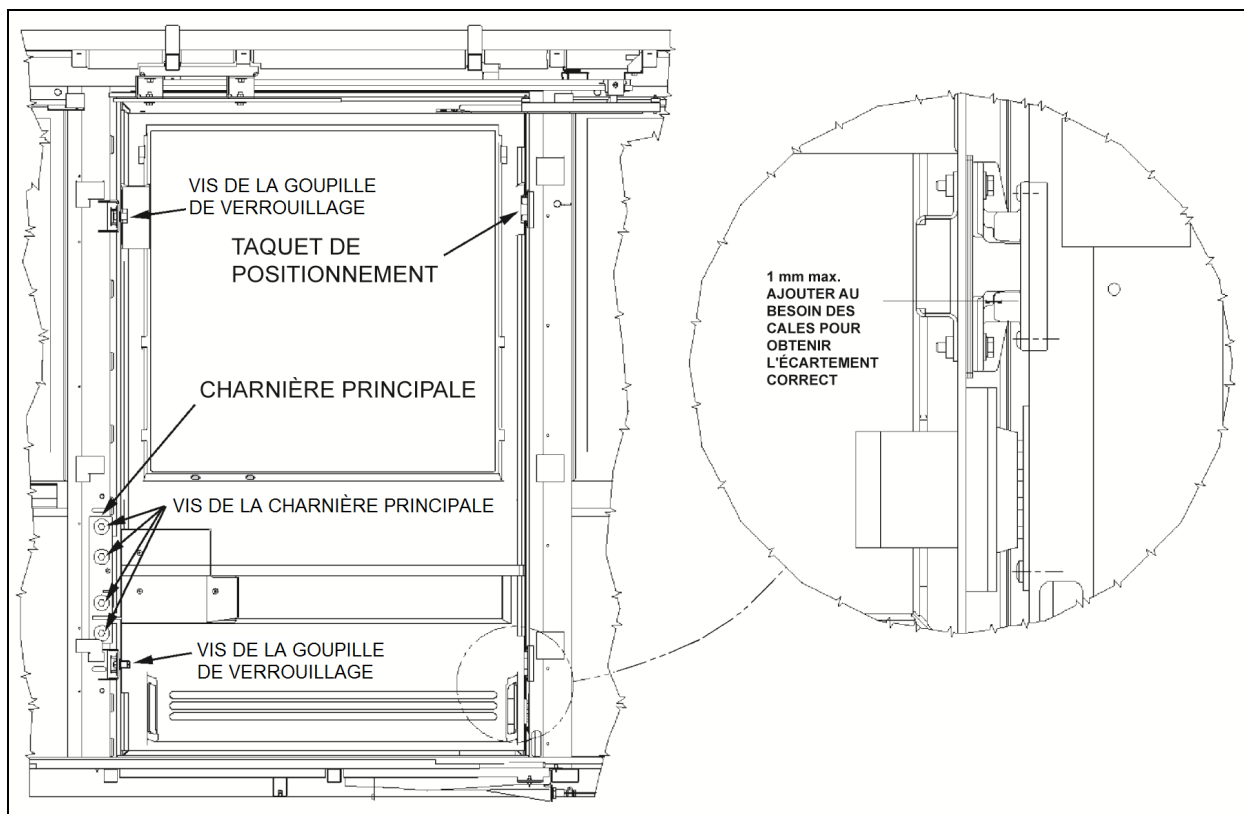 VIS DE LA GOUPILLE
DE VERROUILLAGE
TAQUET DE
POSITIONNEMENT
1 mm max.
AJOUTER AU
BESOIN DES
CALES POUR
OBTENIR
L'ÉCARTEMENT
CORRECT
CHARNIÈRE PRINCIPALE
VIS DE LA CHARNIÈRE PRINCIPALE
VIS DE LA GOUPILLE
DE VERROUILLAGE